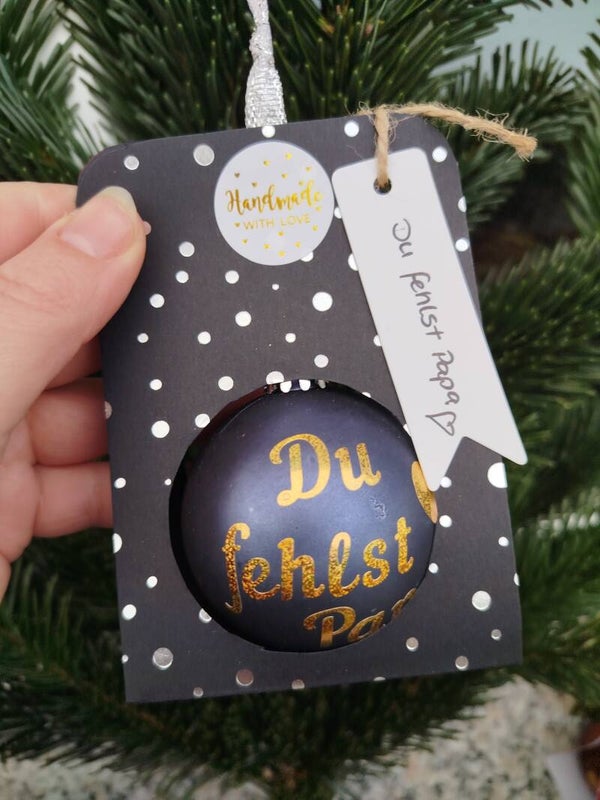 Handmade
WITH LOVE
Du fehlst Papa
Du
fehlst